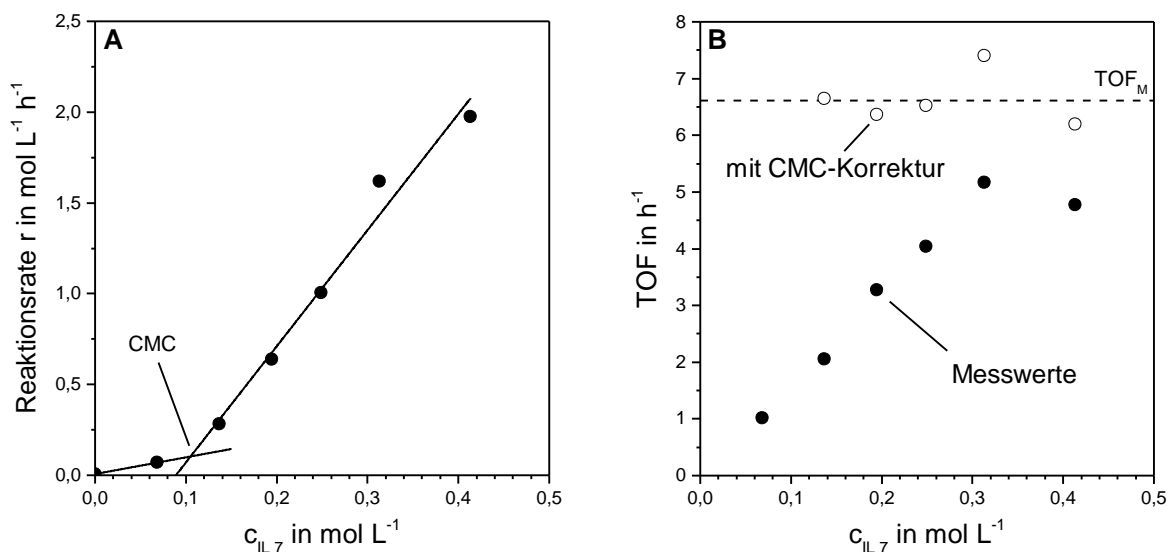 A
Reaktionsrate r in mol L⁻¹ h⁻¹
2,5
2,0
1,5
1,0
0,5
0,0
CMC
0,0 0,1 0,2 0,3 0,4 0,5
c_IL 7 in mol L⁻¹
B
TOF in h⁻¹
8
7
6
5
4
3
2
1
0
TOF_M
mit CMC-Korrektur
Messwerte
0,0 0,1 0,2 0,3 0,4 0,5
c_IL 7 in mol L⁻¹